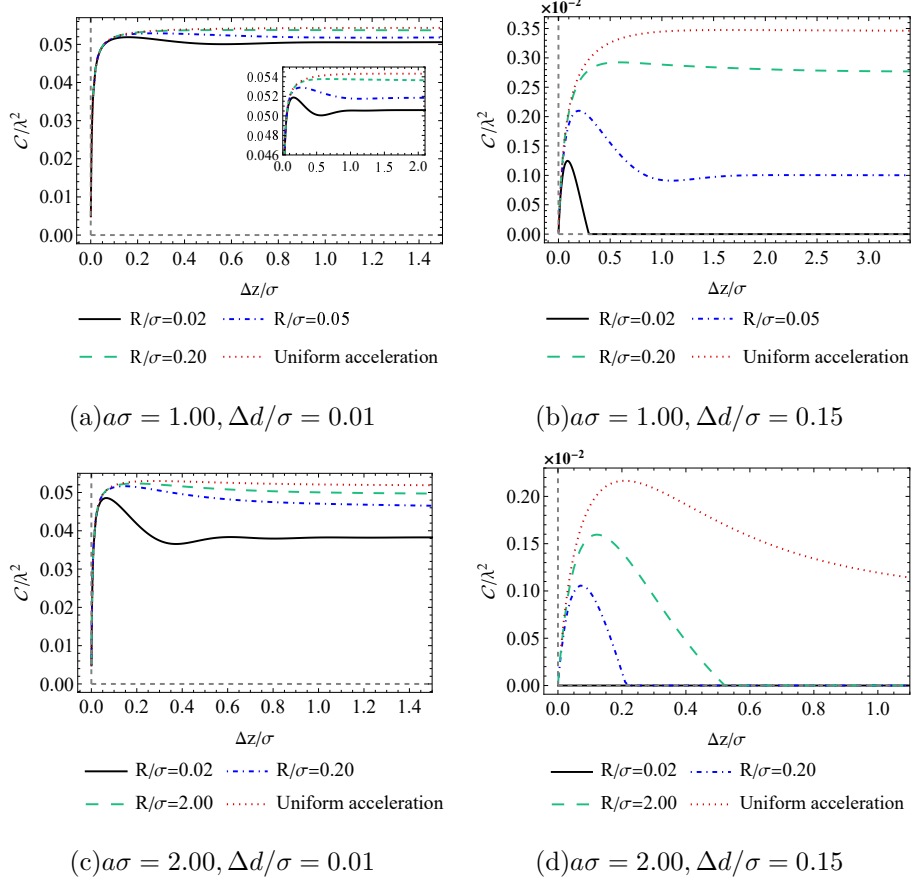 0.05
0.04
0.03
0.02
0.01
0.00
𝒞/λ²
0.054
0.052
0.050
0.048
0.046
0.0 0.5 1.0 1.5 2.0
0.0 0.2 0.4 0.6 0.8 1.0 1.2 1.4
Δz/σ
R/σ=0.02 R/σ=0.05
R/σ=0.20 Uniform acceleration
(a)aσ = 1.00, Δd/σ = 0.01
×10⁻²
0.35
0.30
0.25
0.20
0.15
0.10
0.05
0.00
𝒞/λ²
0.0 0.5 1.0 1.5 2.0 2.5 3.0
Δz/σ
R/σ=0.02 R/σ=0.05
R/σ=0.20 Uniform acceleration
(b)aσ = 1.00, Δd/σ = 0.15
0.05
0.04
0.03
0.02
0.01
0.00
𝒞/λ²
0.0 0.2 0.4 0.6 0.8 1.0 1.2 1.4
Δz/σ
R/σ=0.02 R/σ=0.20
R/σ=2.00 Uniform acceleration
(c)aσ = 2.00, Δd/σ = 0.01
×10⁻²
0.20
0.15
0.10
0.05
0.00
𝒞/λ²
0.0 0.2 0.4 0.6 0.8 1.0
Δz/σ
R/σ=0.02 R/σ=0.20
R/σ=2.00 Uniform acceleration
(d)aσ = 2.00, Δd/σ = 0.15